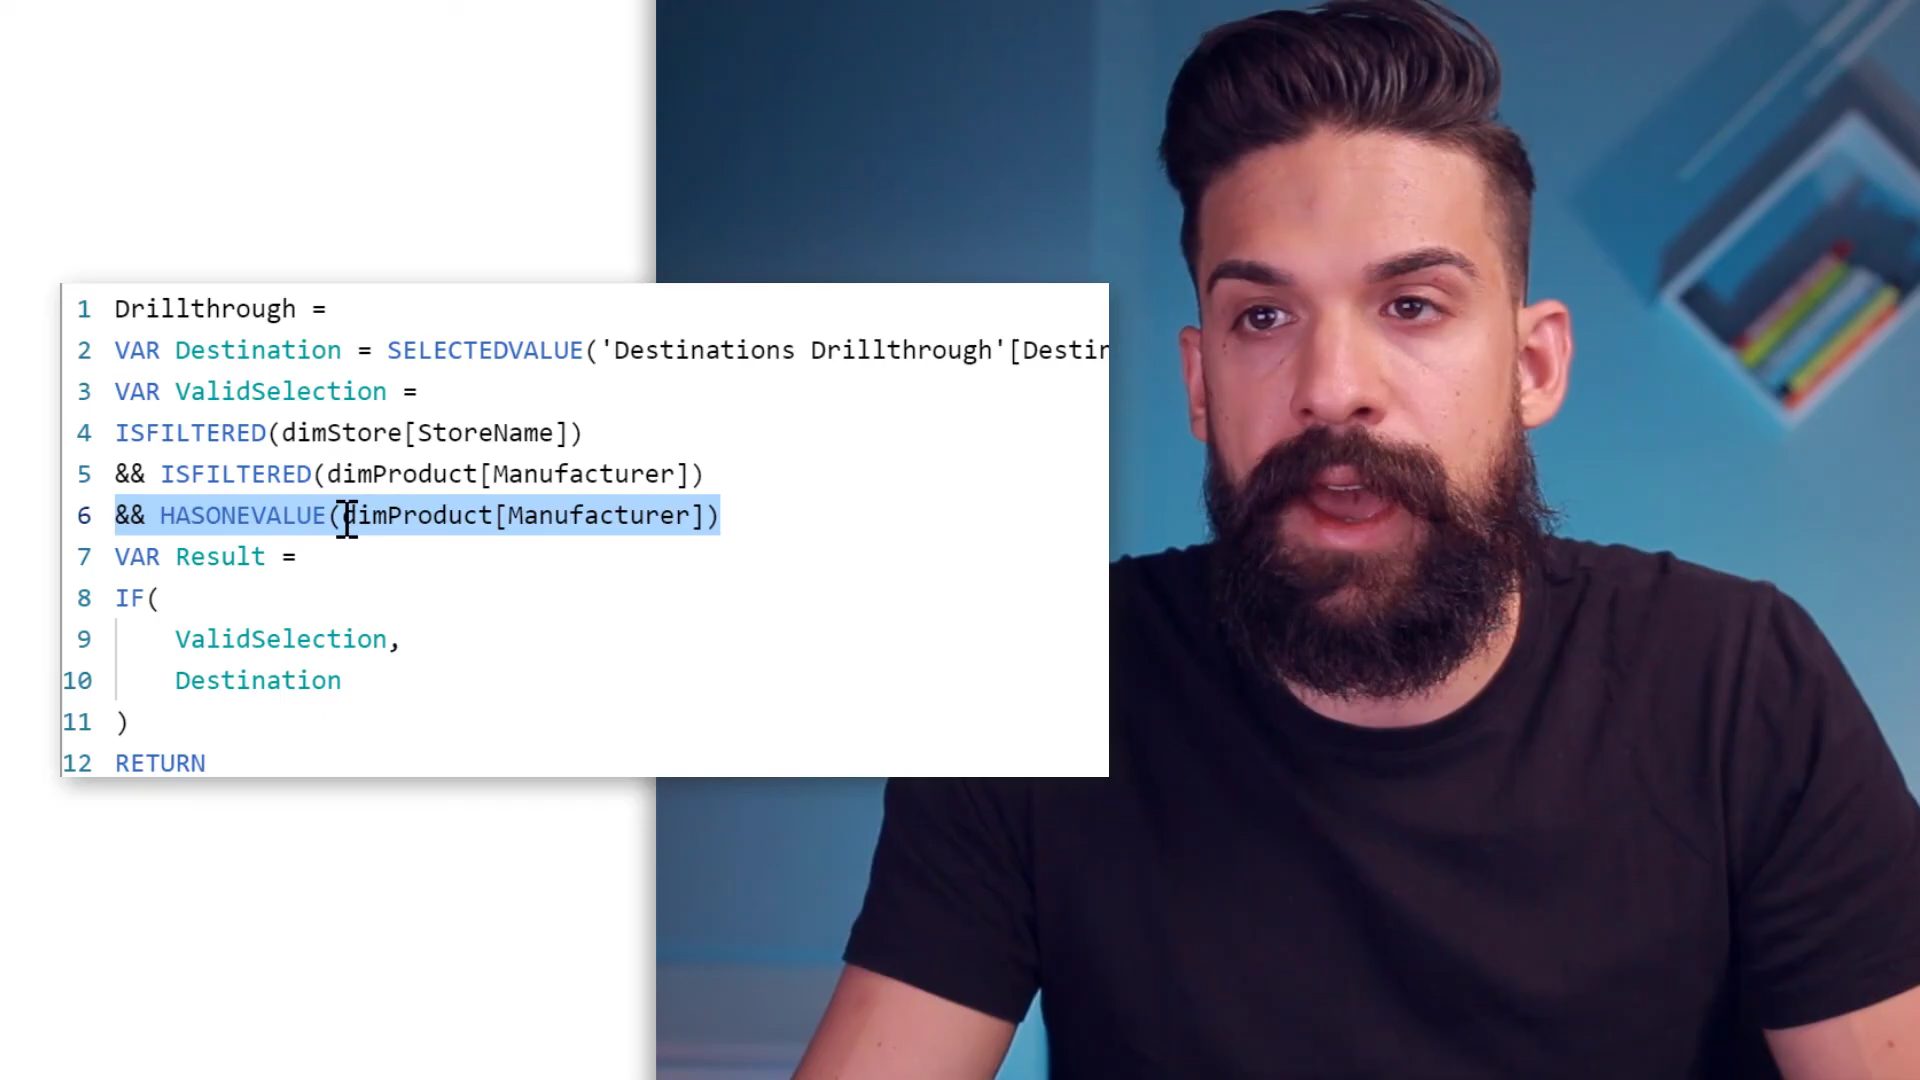 1 Drillthrough =
2 VAR Destination = SELECTEDVALUE('Destinations Drillthrough'[Destin
3 VAR ValidSelection =
4 ISFILTERED(dimStore[StoreName])
5 && ISFILTERED(dimProduct[Manufacturer])
6 && HASONEVALUE(dimProduct[Manufacturer])
7 VAR Result =
8 IF(
9 ValidSelection,
10 Destination
11 )
12 RETURN